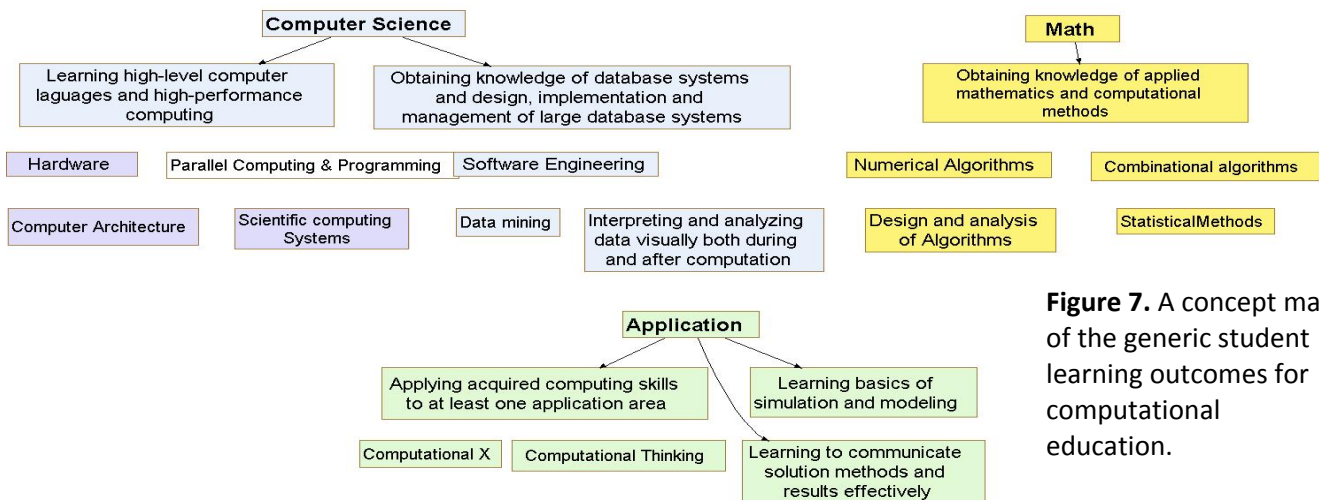 Computer Science
Learning high-level computer
laguages and high-performance
computing
Obtaining knowledge of database systems
and design, implementation and
management of large database systems
Math
Obtaining knowledge of applied
mathematics and computational
methods
Hardware
Parallel Computing & Programming
Software Engineering
Numerical Algorithms
Combinational algorithms
Computer Architecture
Scientific computing
Systems
Data mining
Interpreting and analyzing
data visually both during
and after computation
Design and analysis
of Algorithms
StatisticalMethods
Application
Applying acquired computing skills
to at least one application area
Learning basics of
simulation and modeling
Computational X
Computational Thinking
Learning to communicate
solution methods and
results effectively
Figure 7. A concept ma
of the generic student
learning outcomes for
computational
education.